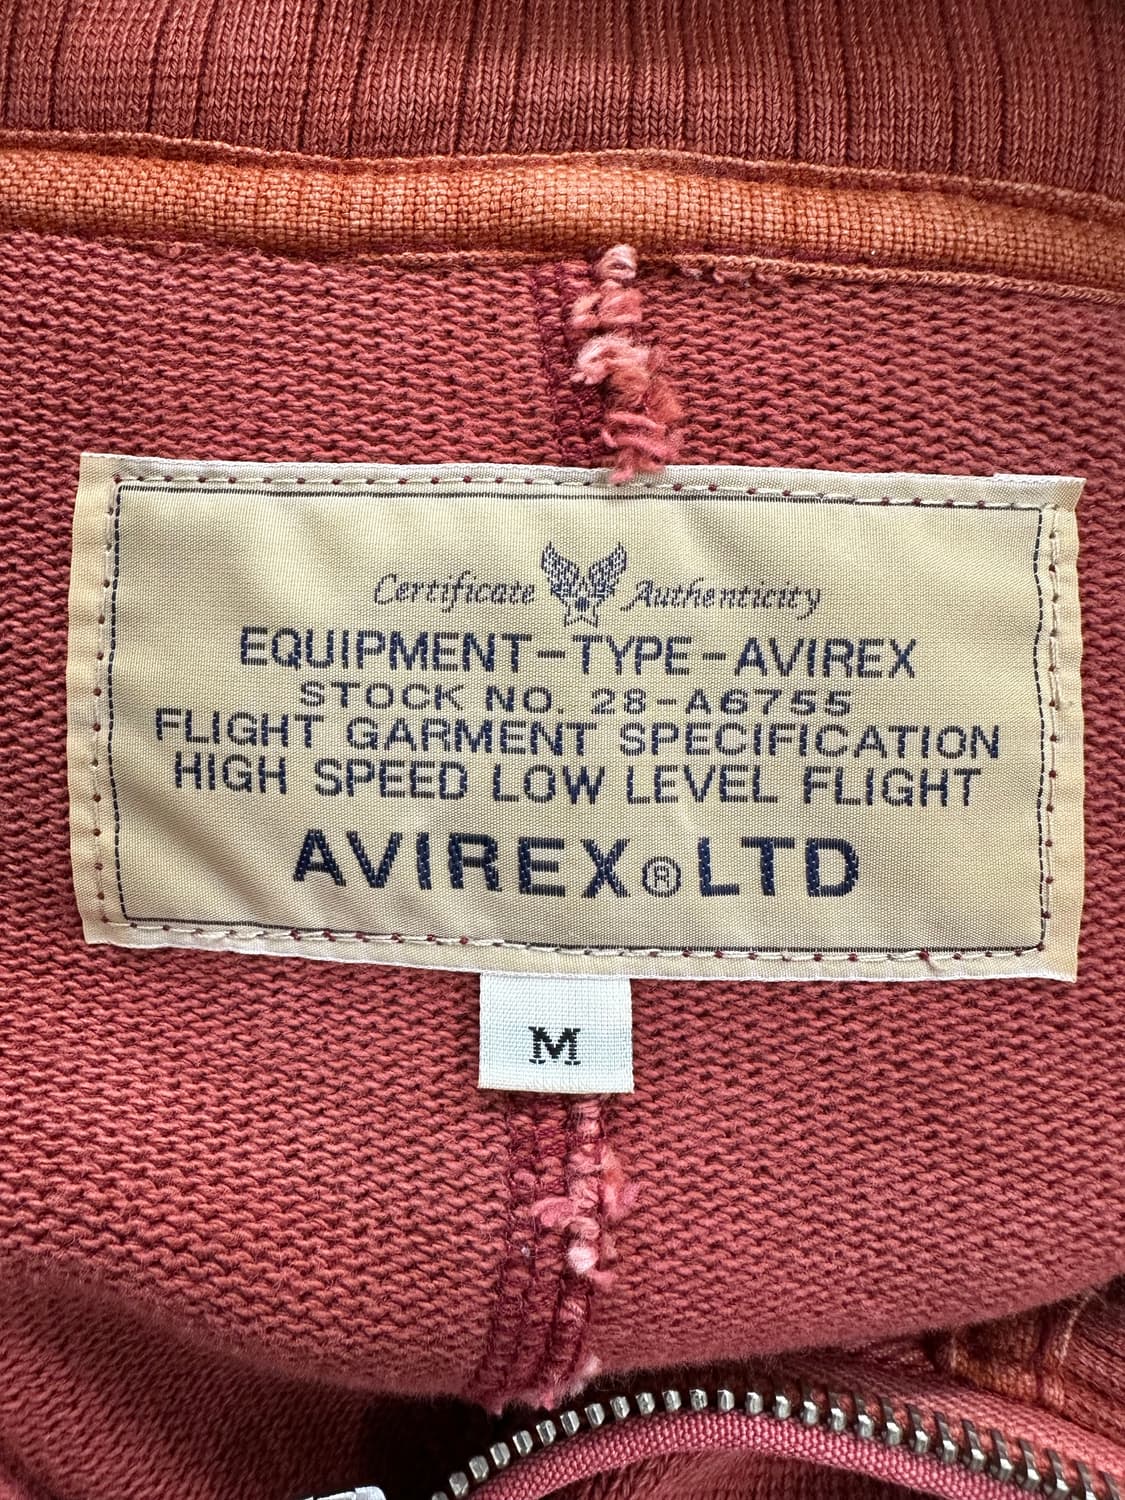 Certificate Authenticity
EQUIPMENT-TYPE-AVIREX
STOCK NO. 28-A6755
FLIGHT GARMENT SPECIFICATION
HIGH SPEED LOW LEVEL FLIGHT
AVIREX®LTD
M